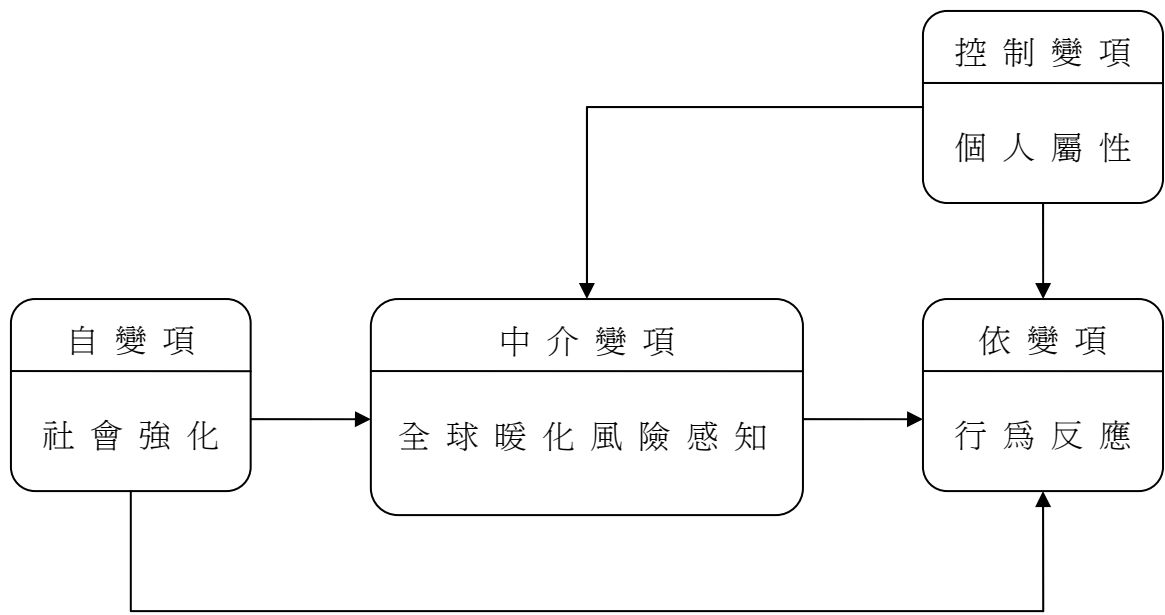 控制變項
個人屬性
自變項
社會強化
中介變項
全球暖化風險感知
依變項
行爲反應